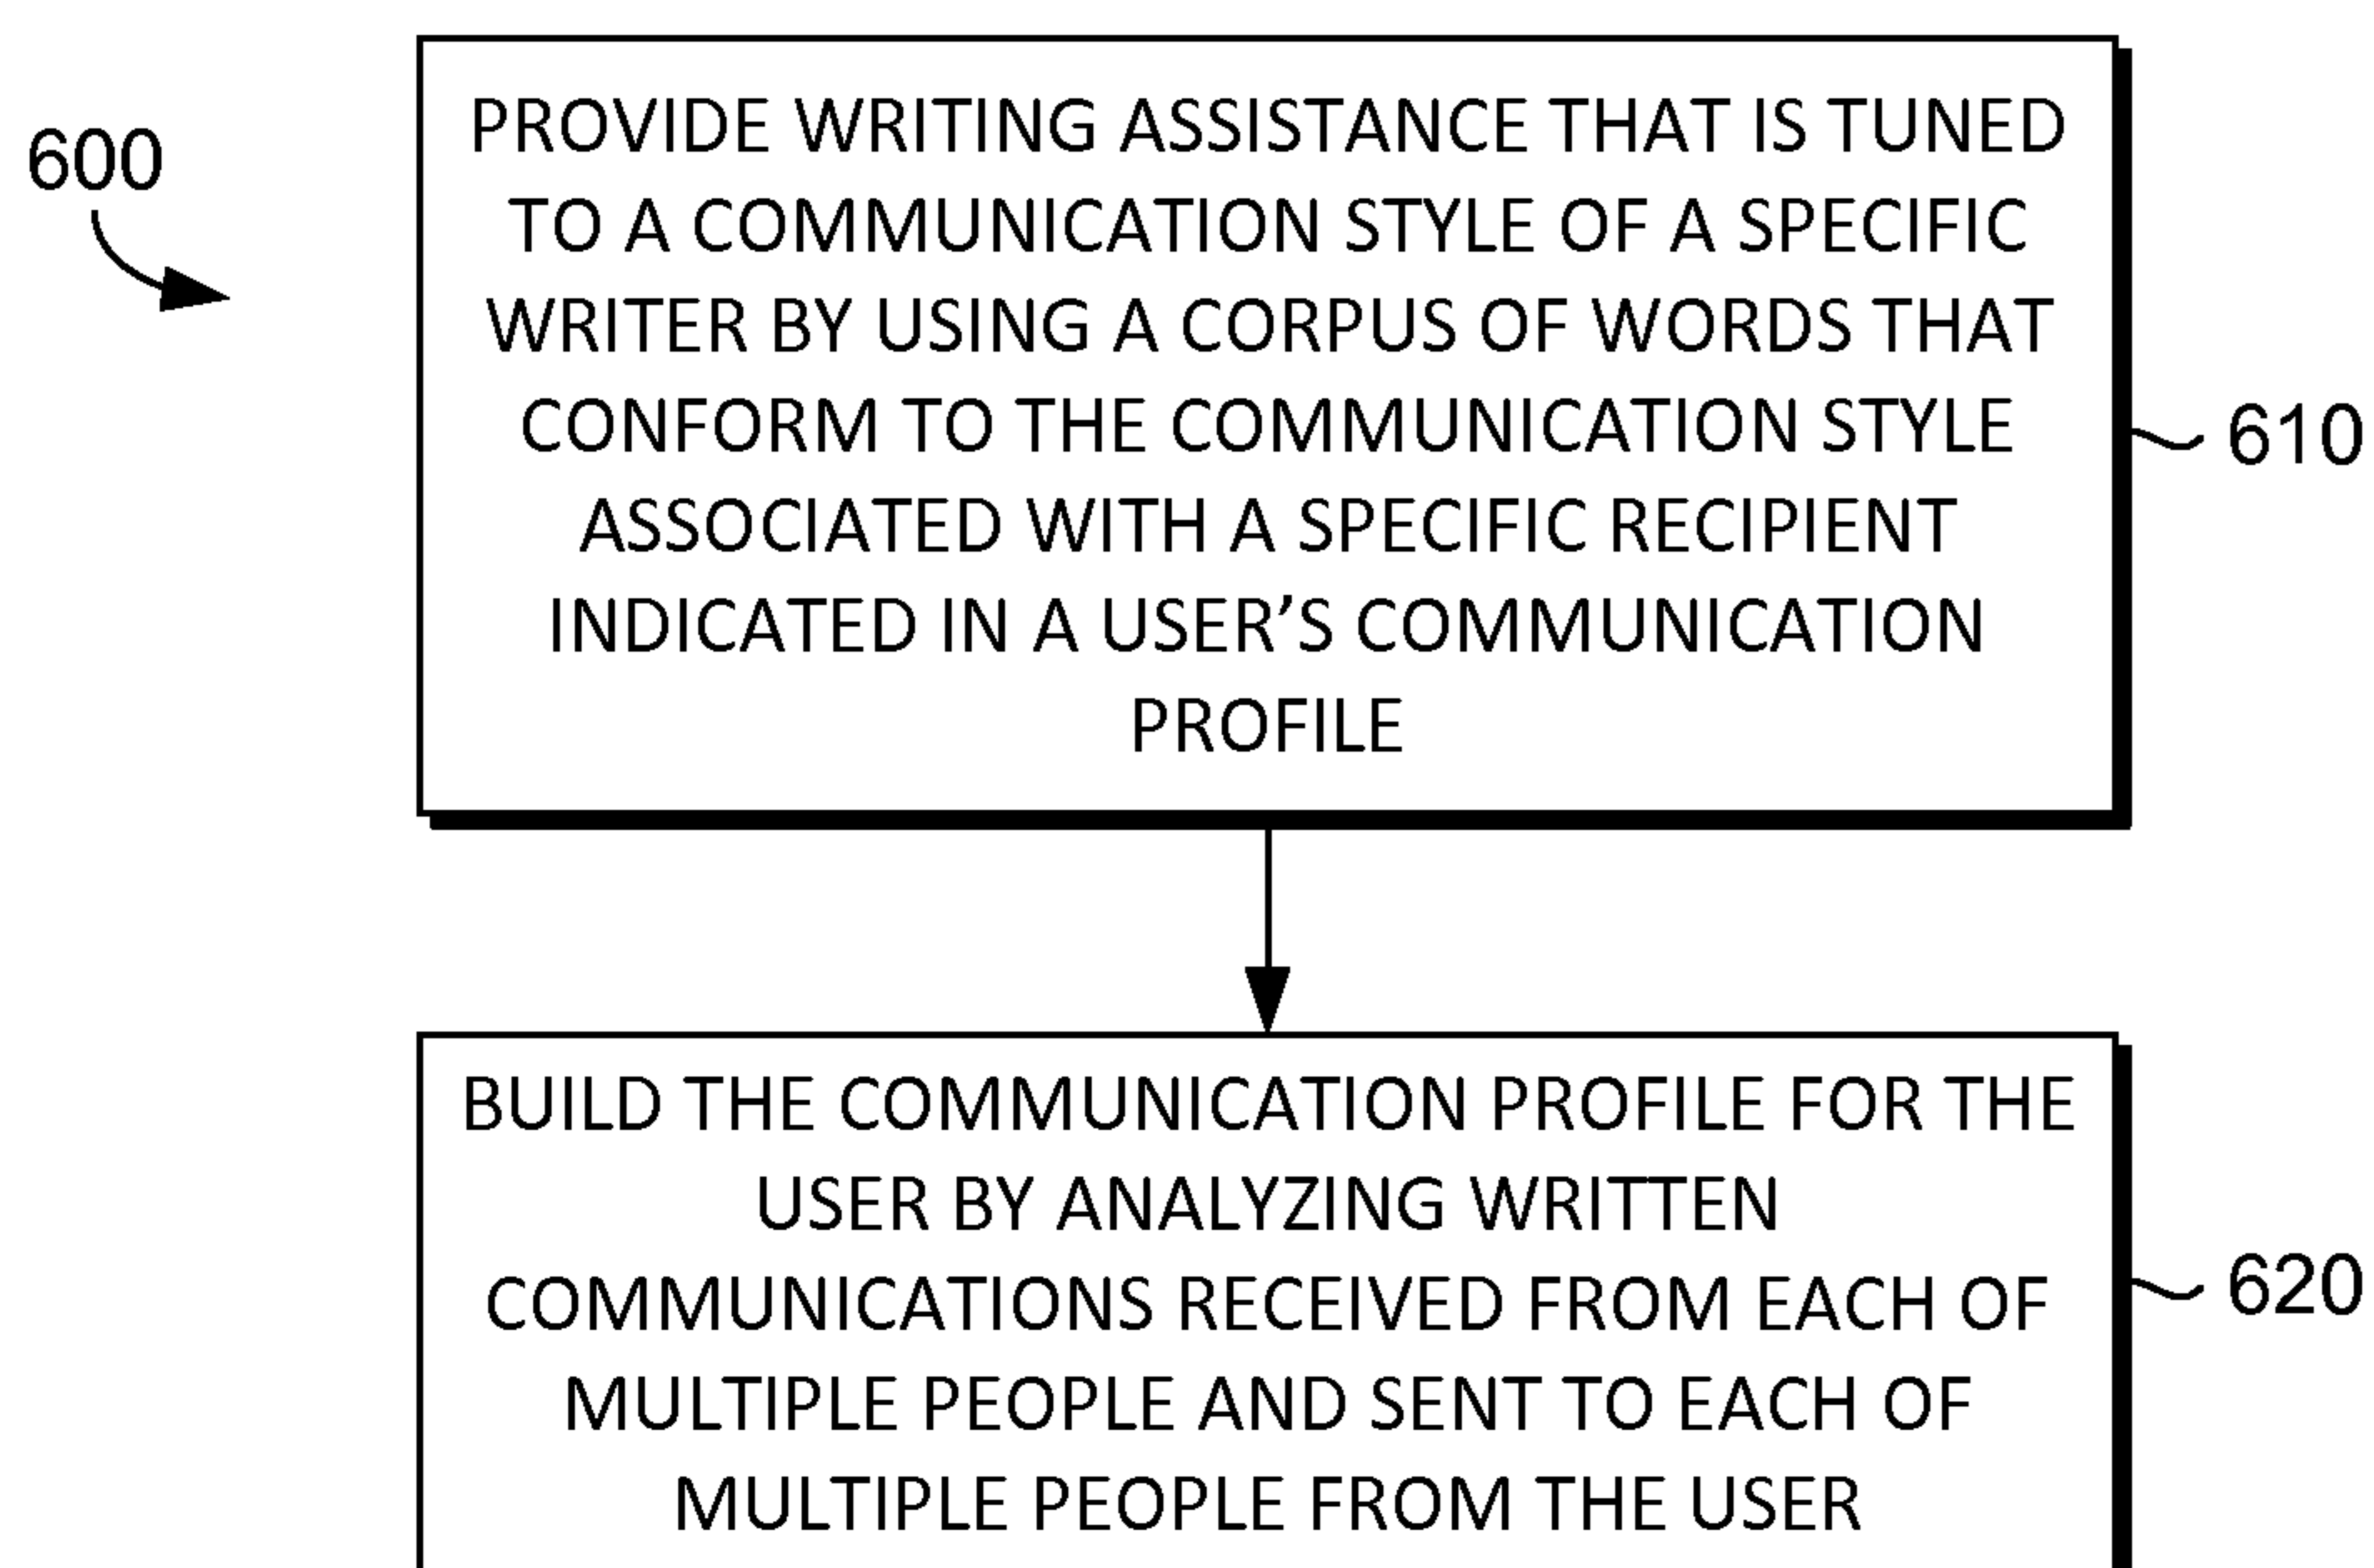 600
PROVIDE WRITING ASSISTANCE THAT IS TUNED
TO A COMMUNICATION STYLE OF A SPECIFIC
WRITER BY USING A CORPUS OF WORDS THAT
CONFORM TO THE COMMUNICATION STYLE
ASSOCIATED WITH A SPECIFIC RECIPIENT
INDICATED IN A USER’S COMMUNICATION
PROFILE
610
BUILD THE COMMUNICATION PROFILE FOR THE
USER BY ANALYZING WRITTEN
COMMUNICATIONS RECEIVED FROM EACH OF
MULTIPLE PEOPLE AND SENT TO EACH OF
MULTIPLE PEOPLE FROM THE USER
620